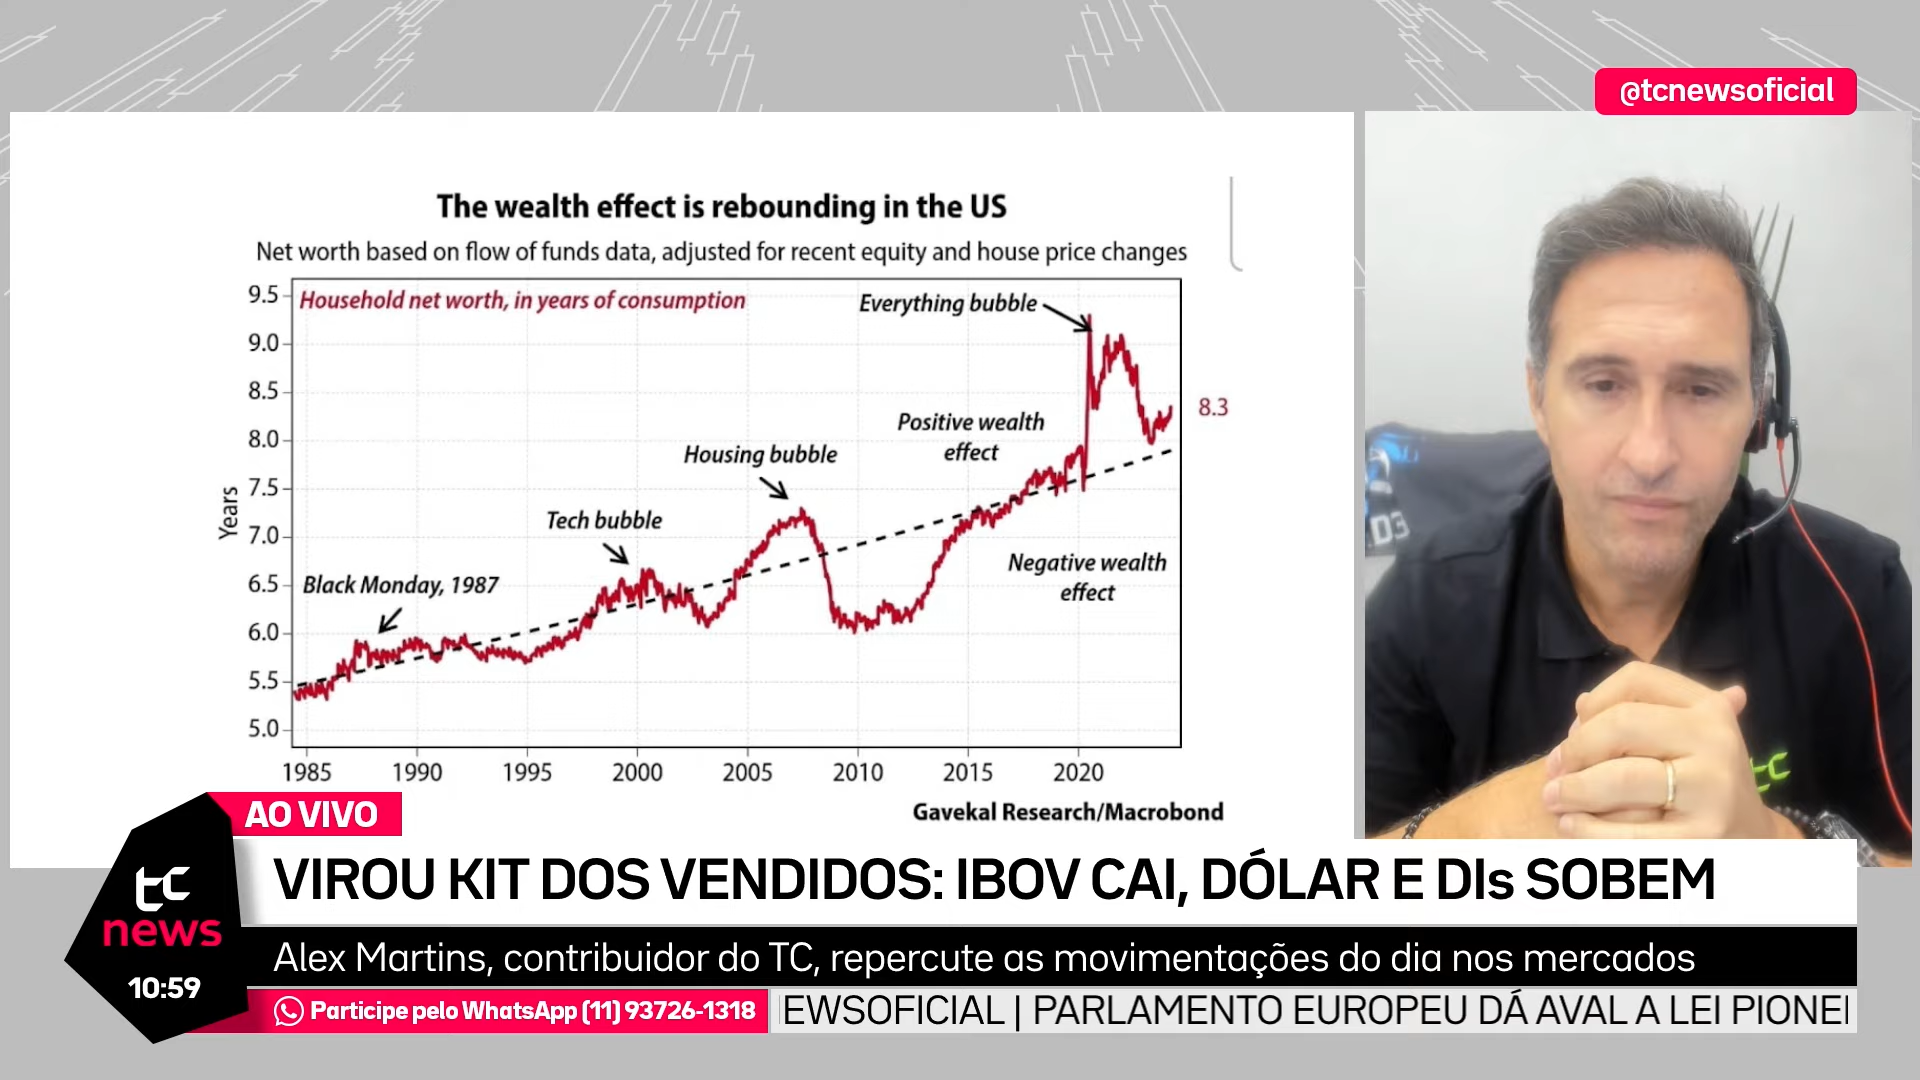 @tcnewsoficial
The wealth effect is rebounding in the US
Net worth based on flow of funds data, adjusted for recent equity and house price changes
Household net worth, in years of consumption
Everything bubble
9.5
9.0
8.5
8.0
7.5
7.0
6.5
6.0
5.5
5.0
Years
8.3
Positive wealth
effect
Housing bubble
Tech bubble
Negative wealth
effect
Black Monday, 1987
1985 1990 1995 2000 2005 2010 2015 2020
Gavekal Research/Macrobond
D3
tc
AO VIVO
tc
news
10:59
VIROU KIT DOS VENDIDOS: IBOV CAI, DÓLAR E DIs SOBEM
Alex Martins, contribuidor do TC, repercute as movimentações do dia nos mercados
Participe pelo WhatsApp (11) 93726-1318
EWSOFICIAL | PARLAMENTO EUROPEU DÁ AVAL A LEI PIONEI